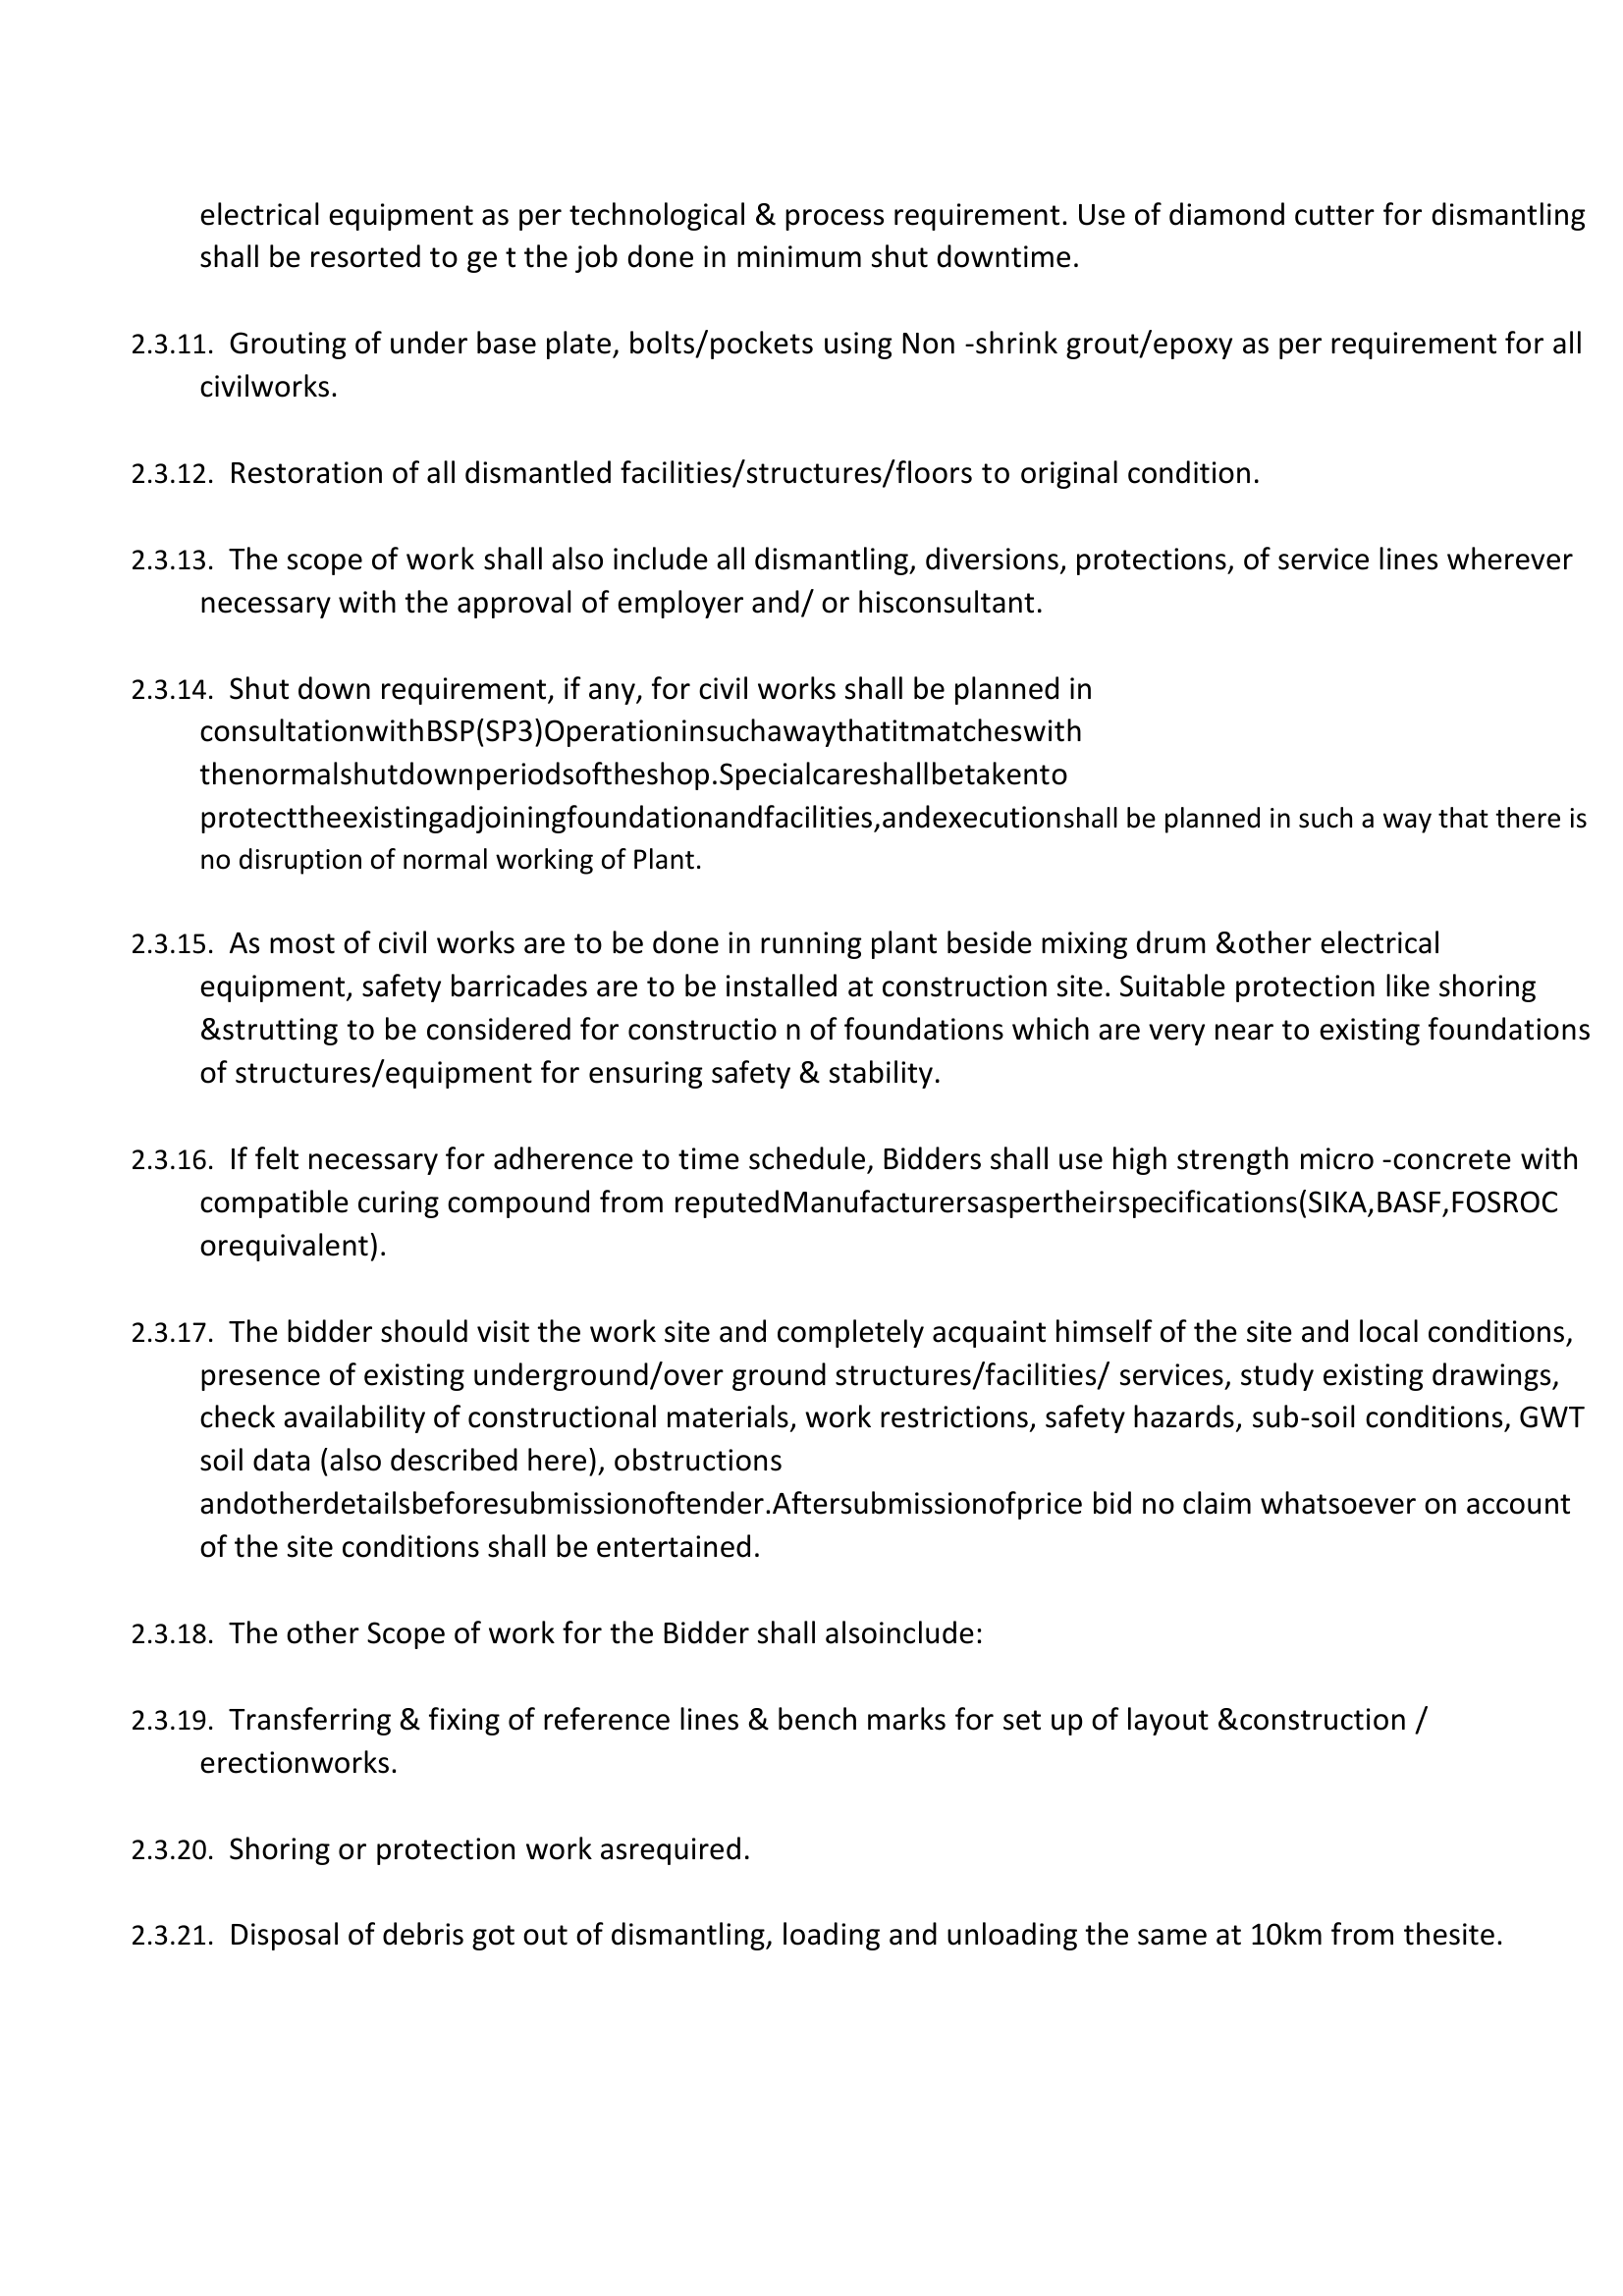 electrical equipment as per technological & process requirement. Use of diamond cutter for dismantling
shall be resorted to ge t the job done in minimum shut downtime.
2.3.11. Grouting of under base plate, bolts/pockets using Non -shrink grout/epoxy as per requirement for all
civilworks.
2.3.12. Restoration of all dismantled facilities/structures/floors to original condition.
2.3.13. The scope of work shall also include all dismantling, diversions, protections, of service lines wherever
necessary with the approval of employer and/ or hisconsultant.
2.3.14. Shut down requirement, if any, for civil works shall be planned in
consultationwithBSP(SP3)Operationinsuchawaythatitmatcheswith
thenormalshutdownperiodsoftheshop.Specialcareshallbetakento
protecttheexistingadjoiningfoundationandfacilities,andexecutionshall be planned in such a way that there is
no disruption of normal working of Plant.
2.3.15. As most of civil works are to be done in running plant beside mixing drum &other electrical
equipment, safety barricades are to be installed at construction site. Suitable protection like shoring
&strutting to be considered for constructio n of foundations which are very near to existing foundations
of structures/equipment for ensuring safety & stability.
2.3.16. If felt necessary for adherence to time schedule, Bidders shall use high strength micro -concrete with
compatible curing compound from reputedManufacturersaspertheirspecifications(SIKA,BASF,FOSROC
orequivalent).
2.3.17. The bidder should visit the work site and completely acquaint himself of the site and local conditions,
presence of existing underground/over ground structures/facilities/ services, study existing drawings,
check availability of constructional materials, work restrictions, safety hazards, sub-soil conditions, GWT
soil data (also described here), obstructions
andotherdetailsbeforesubmissionoftender.Aftersubmissionofprice bid no claim whatsoever on account
of the site conditions shall be entertained.
2.3.18. The other Scope of work for the Bidder shall alsoinclude:
2.3.19. Transferring & fixing of reference lines & bench marks for set up of layout &construction /
erectionworks.
2.3.20. Shoring or protection work asrequired.
2.3.21. Disposal of debris got out of dismantling, loading and unloading the same at 10km from thesite.